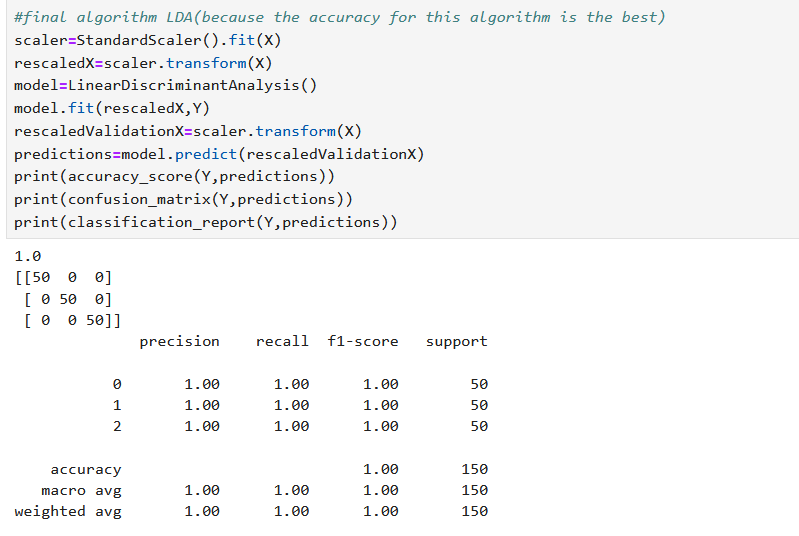 #final algorithm LDA(because the accuracy for this algorithm is the best)
scaler=StandardScaler().fit(X)
rescaledX=scaler.transform(X)
model=LinearDiscriminantAnalysis()
model.fit(rescaledX,Y)
rescaledValidationX=scaler.transform(X)
predictions=model.predict(rescaledValidationX)
print(accuracy_score(Y,predictions))
print(confusion_matrix(Y,predictions))
print(classification_report(Y,predictions))
1.0
[[50  0  0]
 [ 0 50  0]
 [ 0  0 50]]
              precision    recall  f1-score   support
           0       1.00      1.00      1.00        50
           1       1.00      1.00      1.00        50
           2       1.00      1.00      1.00        50
    accuracy                           1.00       150
   macro avg       1.00      1.00      1.00       150
weighted avg       1.00      1.00      1.00       150